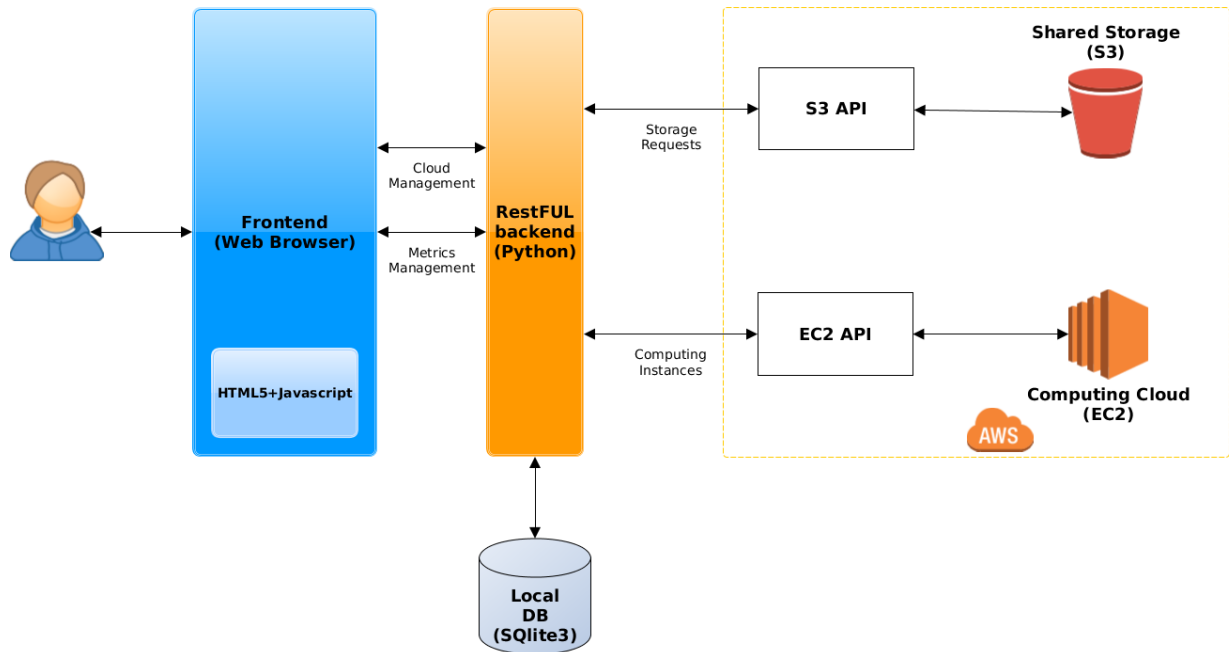 Shared Storage
(S3)
S3 API
Storage
Requests
Cloud
Management
Frontend
(Web Browser)
RestFUL
backend
(Python)
Metrics
Management
EC2 API
Computing
Instances
HTML5+Javascript
Computing Cloud
(EC2)
AWS
Local
DB
(SQlite3)